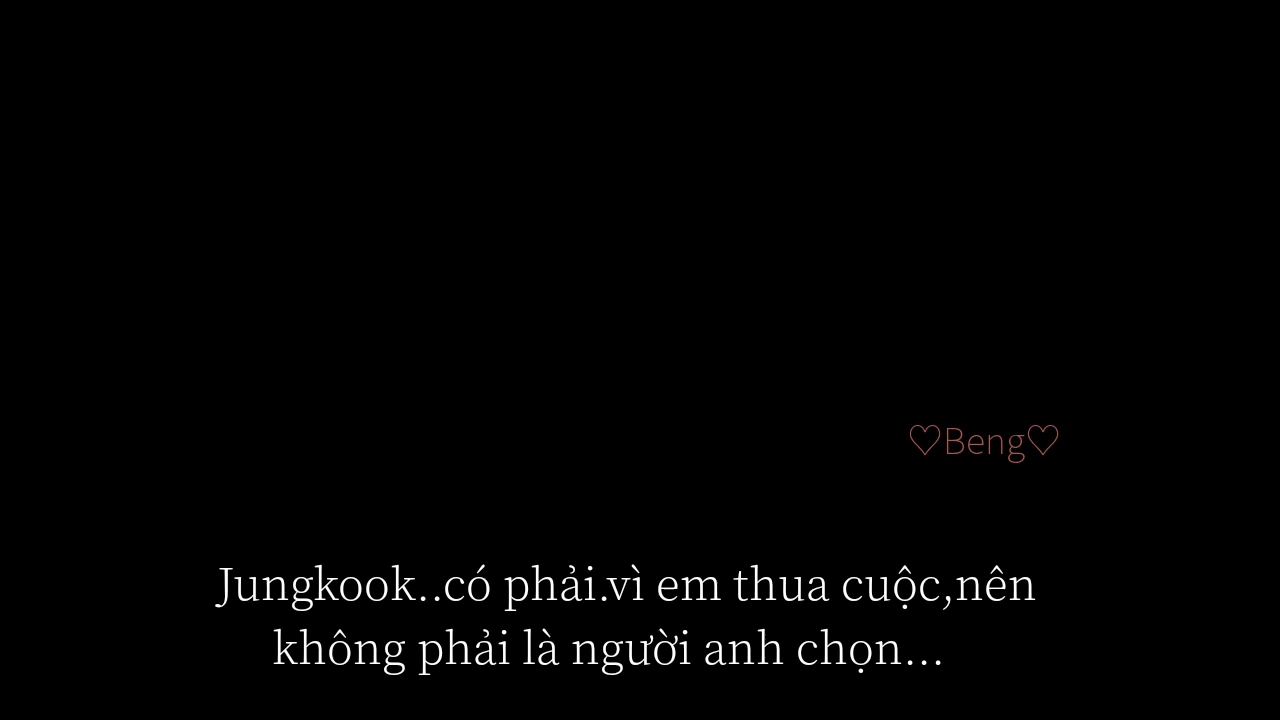 ♡Beng♡
Jungkook..có phải.vì em thua cuộc,nên
không phải là người anh chọn...